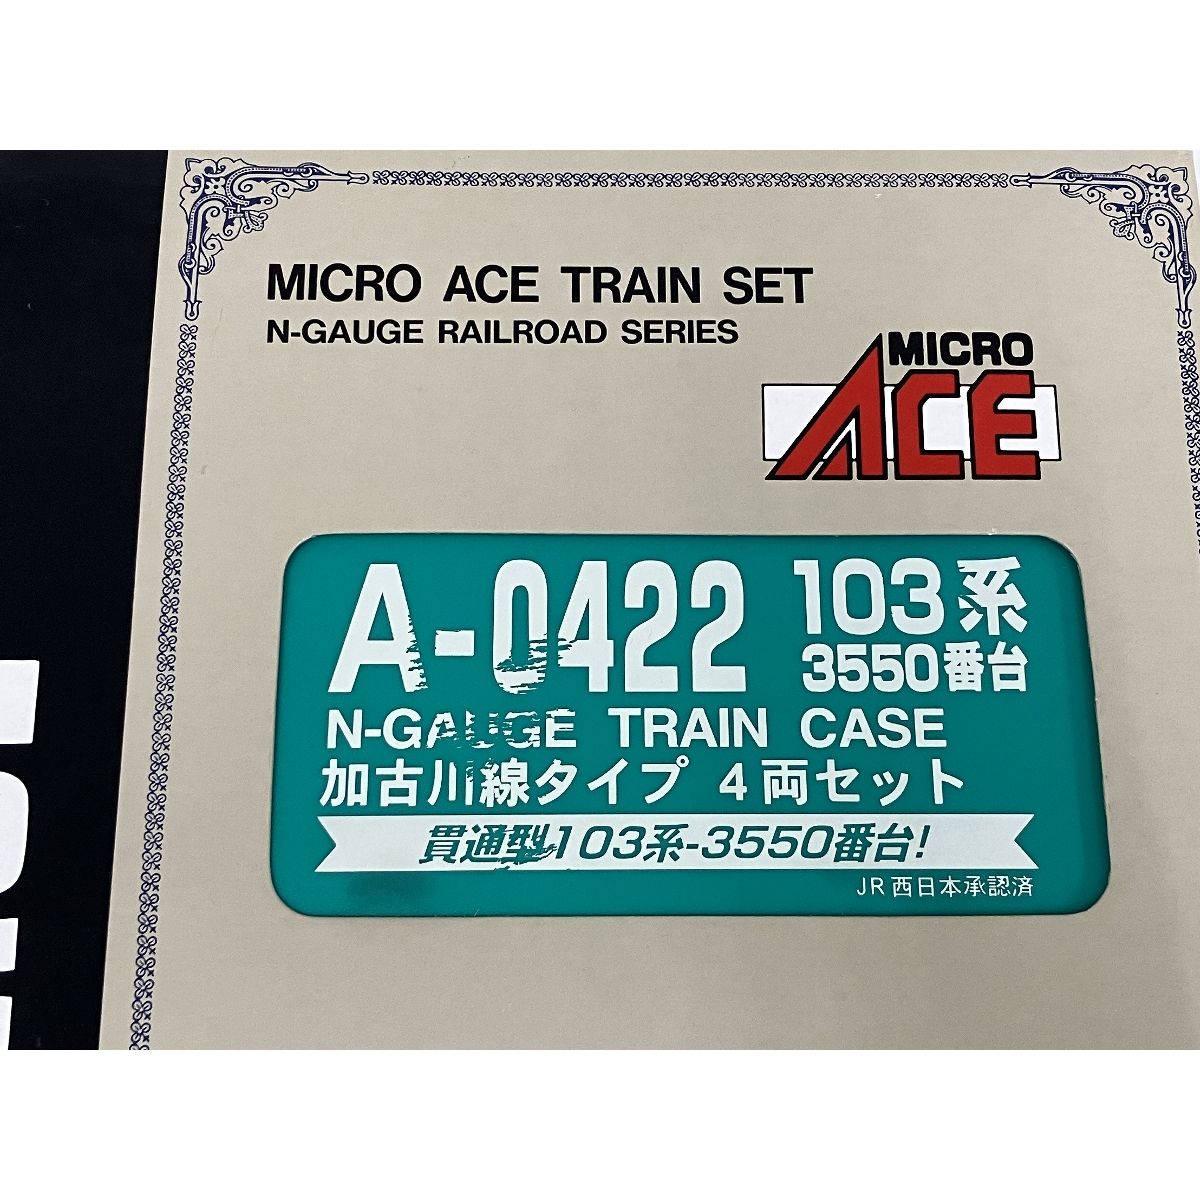 MICRO ACE TRAIN SET
N-GAUGE RAILROAD SERIES
MICRO
ACE
A-0422 103系
3550番台
N-GAUGE TRAIN CASE
加古川線タイプ 4両セット
貫通型103系-3550番台!
JR西日本承認済